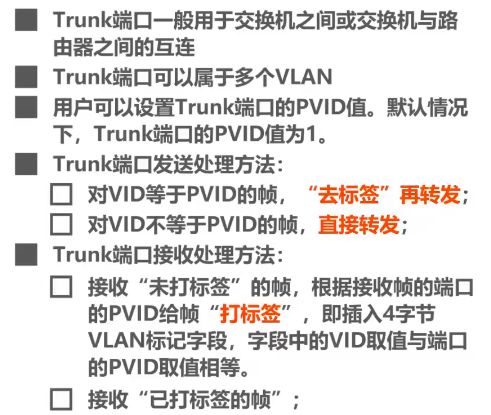 Trunk端口一般用于交换机之间或交换机与路
由器之间的互连
Trunk端口可以属于多个VLAN
用户可以设置Trunk端口的PVID值。默认情况
下，Trunk端口的PVID值为1。
Trunk端口发送处理方法：
对VID等于PVID的帧，“去标签”再转发；
对VID不等于PVID的帧，直接转发；
Trunk端口接收处理方法：
接收“未打标签”的帧，根据接收帧的端口
的PVID给帧“打标签”，即插入4字节
VLAN标记字段，字段中的VID取值与端口
的PVID取值相等。
接收“已打标签的帧”；